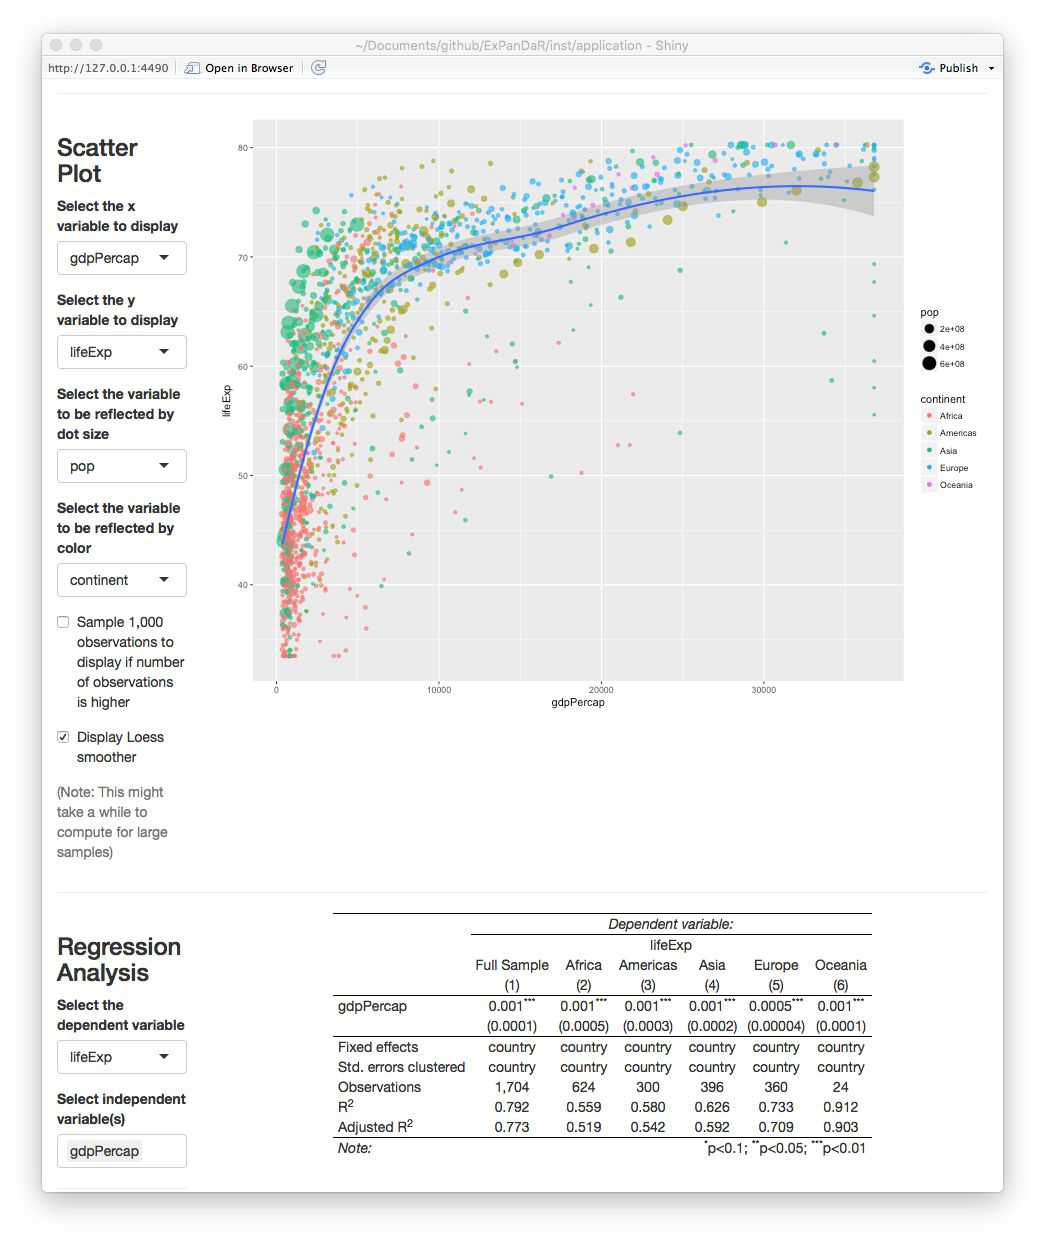 ~/Documents/github/ExPanDaR/inst/application - Shiny
http://127.0.0.1:4490 Open in Browser Publish
Scatter
Plot
Select the x
variable to display
gdpPercap
Select the y
variable to display
lifeExp
Select the variable
to be reflected by
dot size
pop
Select the variable
to be reflected by
color
continent
Sample 1,000
observations to
display if number
of observations
is higher
Display Loess
smoother
(Note: This might
take a while to
compute for large
samples)
80
70
60
50
40
lifeExp
0 10000 20000 30000
gdpPercap
pop
2e+08
4e+08
6e+08
continent
Africa
Americas
Asia
Europe
Oceania
Regression
Analysis
Select the
dependent variable
lifeExp
Select independent
variable(s)
gdpPercap
Dependent variable:
lifeExp
Full Sample Africa Americas Asia Europe Oceania
(1) (2) (3) (4) (5) (6)
gdpPercap 0.001*** 0.001*** 0.001*** 0.001*** 0.0005*** 0.001***
(0.0001) (0.0005) (0.0003) (0.0002) (0.00004) (0.0001)
Fixed effects country country country country country country
Std. errors clustered country country country country country country
Observations 1,704 624 300 396 360 24
R2 0.792 0.559 0.580 0.626 0.733 0.912
Adjusted R2 0.773 0.519 0.542 0.592 0.709 0.903
Note: *p<0.1; **p<0.05; ***p<0.01